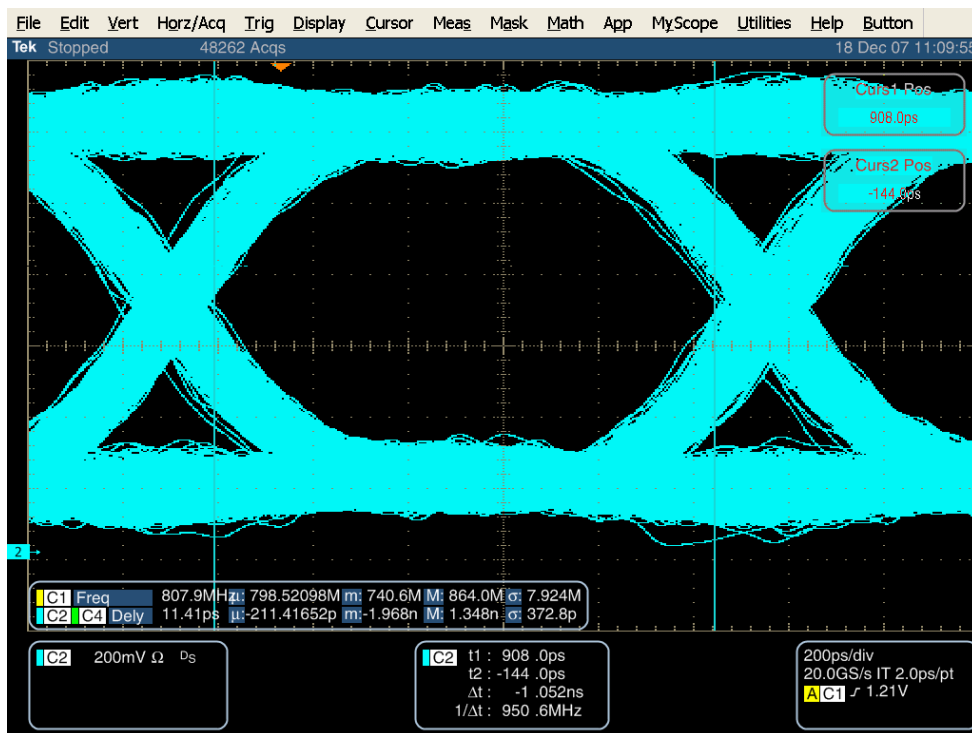 File Edit Vert Horz/Acq Trig Display Cursor Meas Mask Math App MyScope Utilities Help Button
Tek Stopped 48262 Acqs 18 Dec 07 11:09:55
Curs1 Pos
908.0ps
Curs2 Pos
-144.0ps
2
C1 Freq 807.9MHz µ: 798.52098M m: 740.6M M: 864.0M σ: 7.924M
C2 C4 Dely 11.41ps µ: -211.41652p m: -1.968n M: 1.348n σ: 372.8p
C2 200mV Ω Ds
C2 t1 : 908 .0ps
t2 : -144 .0ps
Δt : -1 .052ns
1/Δt : 950 .6MHz
200ps/div
20.0GS/s IT 2.0ps/pt
A C1 1.21V